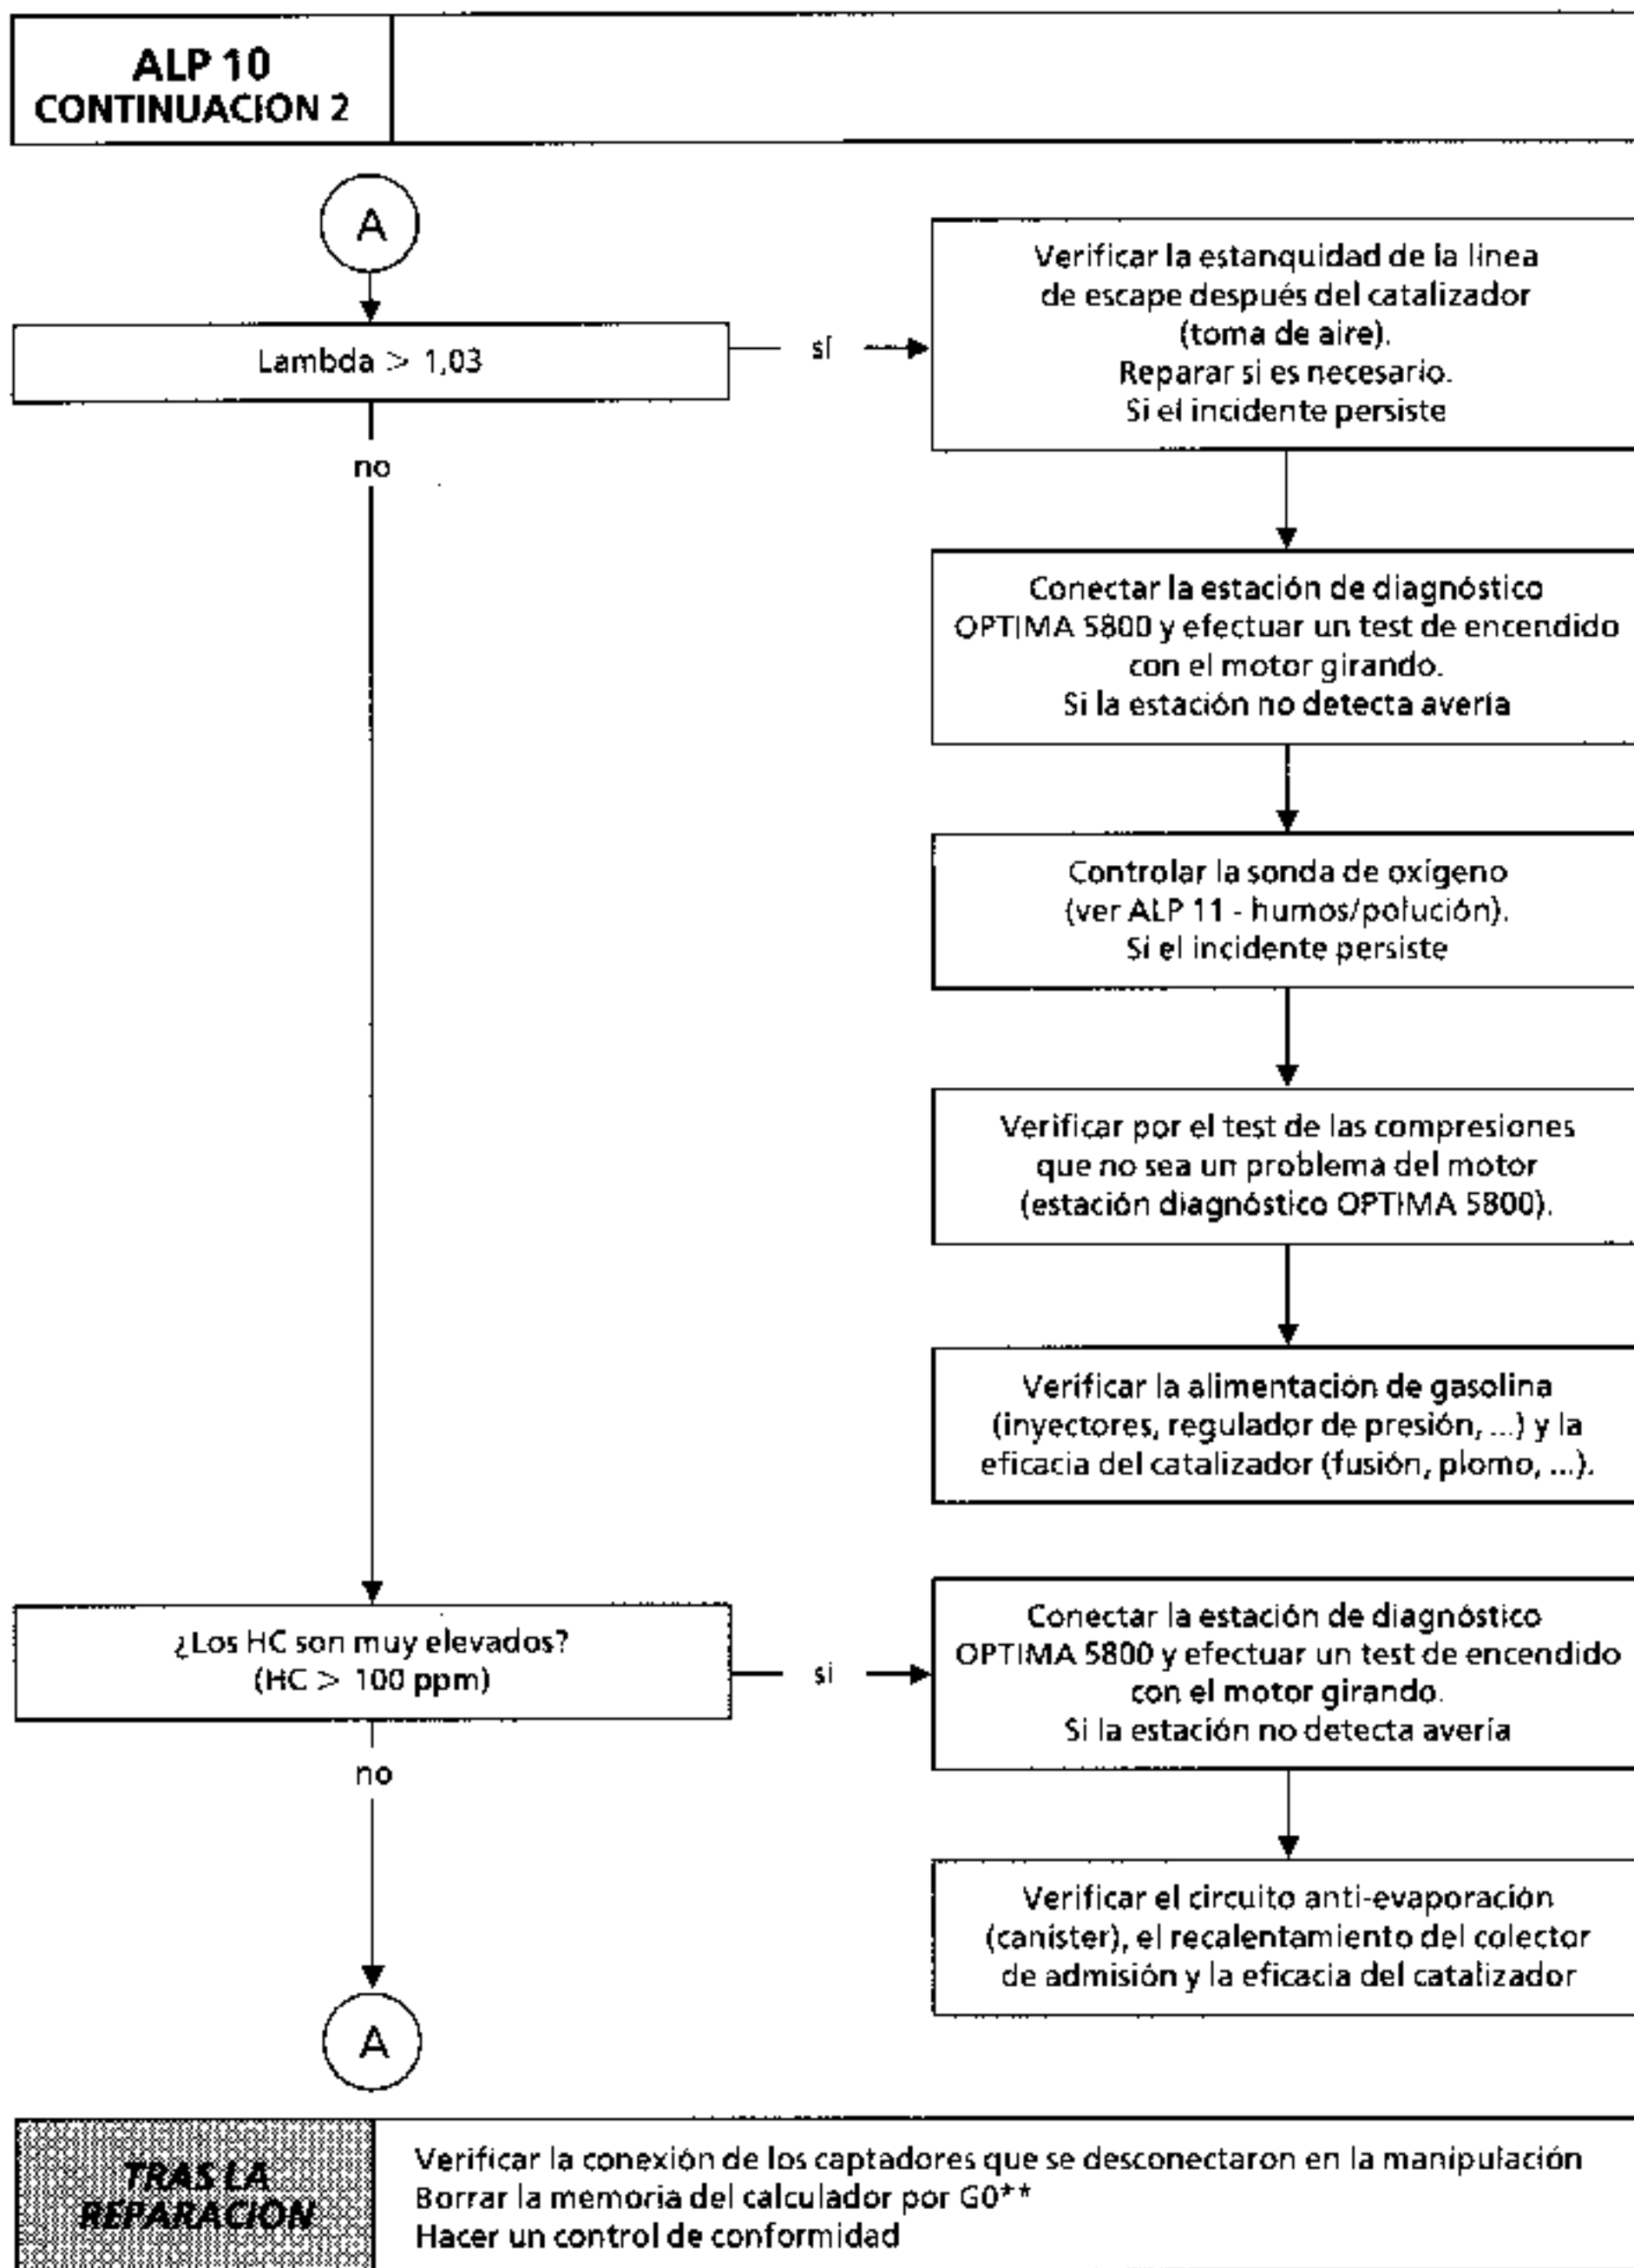 ALP 10
CONTINUACION 2
A
Lambda > 1,03
sí
no
Verificar la estanquidad de la linea
de escape después del catalizador
(toma de aire).
Reparar si es necesario.
Si el incidente persiste
Conectar la estación de diagnóstico
OPTIMA 5800 y efectuar un test de encendido
con el motor girando.
Si la estación no detecta avería
Controlar la sonda de oxígeno
(ver ALP 11 - humos/polución).
Si el incidente persiste
Verificar por el test de las compresiones
que no sea un problema del motor
(estación diagnóstico OPTIMA 5800).
Verificar la alimentación de gasolina
(inyectores, regulador de presión, ...) y la
eficacia del catalizador (fusión, plomo, ...).
¿Los HC son muy elevados?
(HC > 100 ppm)
si
no
Conectar la estación de diagnóstico
OPTIMA 5800 y efectuar un test de encendido
con el motor girando.
Si la estación no detecta avería
Verificar el circuito anti-evaporación
(caníster), el recalentamiento del colector
de admisión y la eficacia del catalizador
A
TRAS LA
REPARACION
Verificar la conexión de los captadores que se desconectaron en la manipulación
Borrar la memoria del calculador por G0**
Hacer un control de conformidad